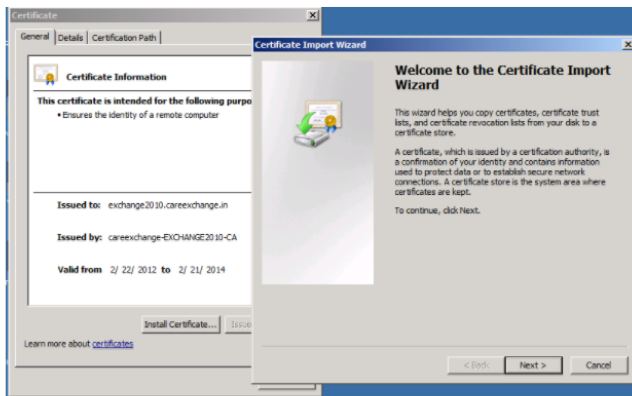 Certificate
General Details Certification Path
Certificate Information
This certificate is intended for the following purpo
• Ensures the identity of a remote computer
Issued to: exchange2010.careexchange.in
Issued by: careexchange-EXCHANGE2010-CA
Valid from 2/ 22/ 2012 to 2/ 21/ 2014
Install Certificate... Issue
Learn more about certificates
Certificate Import Wizard
Welcome to the Certificate Import
Wizard
This wizard helps you copy certificates, certificate trust
lists, and certificate revocation lists from your disk to a
certificate store.
A certificate, which is issued by a certification authority, is
a confirmation of your identity and contains information
used to protect data or to establish secure network
connections. A certificate store is the system area where
certificates are kept.
To continue, click Next.
< Back Next > Cancel